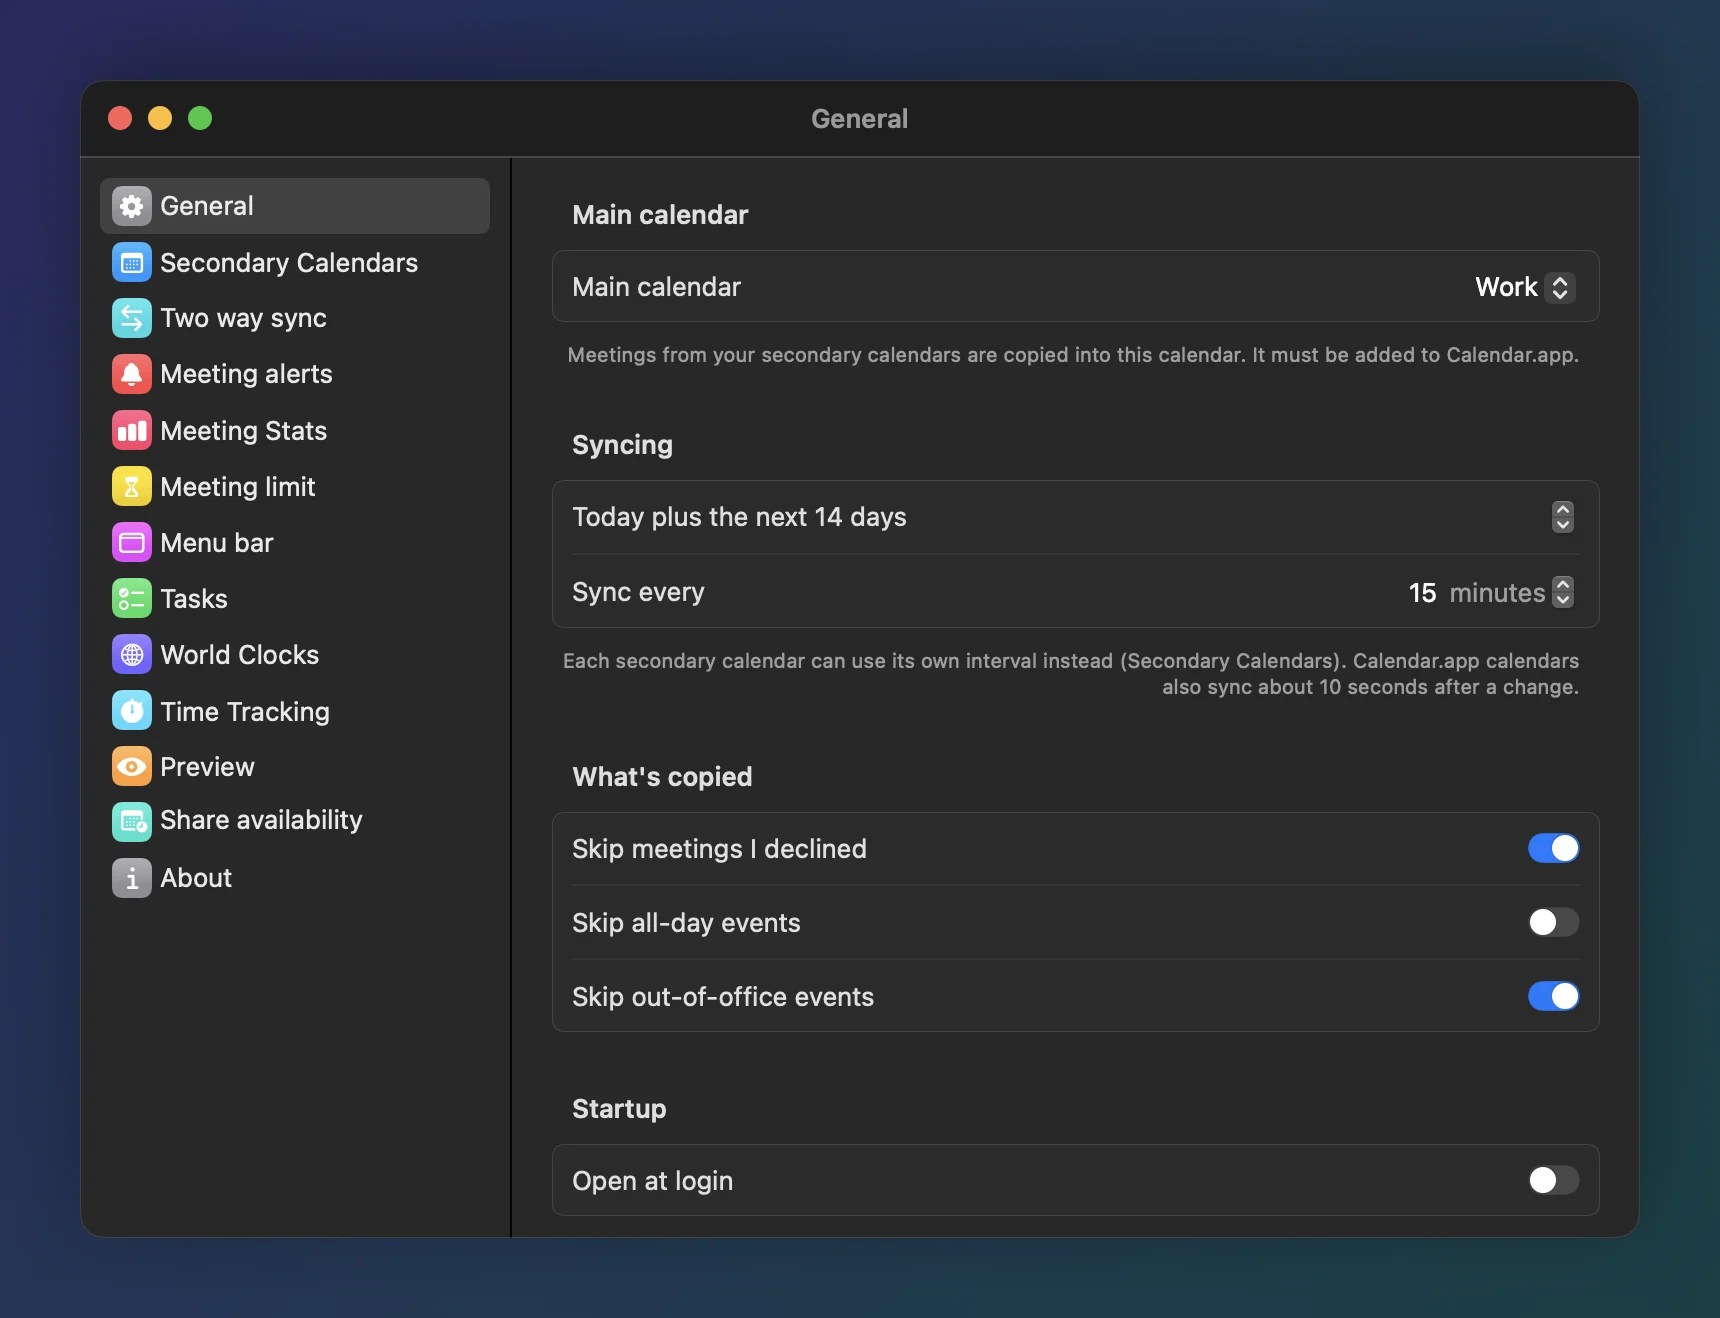 General
General
Secondary Calendars
Two way sync
Meeting alerts
Meeting Stats
Meeting limit
Menu bar
Tasks
World Clocks
Time Tracking
Preview
Share availability
About
Main calendar
Main calendar
Work
Meetings from your secondary calendars are copied into this calendar. It must be added to Calendar.app.
Syncing
Today plus the next 14 days
Sync every
15 minutes
Each secondary calendar can use its own interval instead (Secondary Calendars). Calendar.app calendars
also sync about 10 seconds after a change.
What's copied
Skip meetings I declined
Skip all-day events
Skip out-of-office events
Startup
Open at login